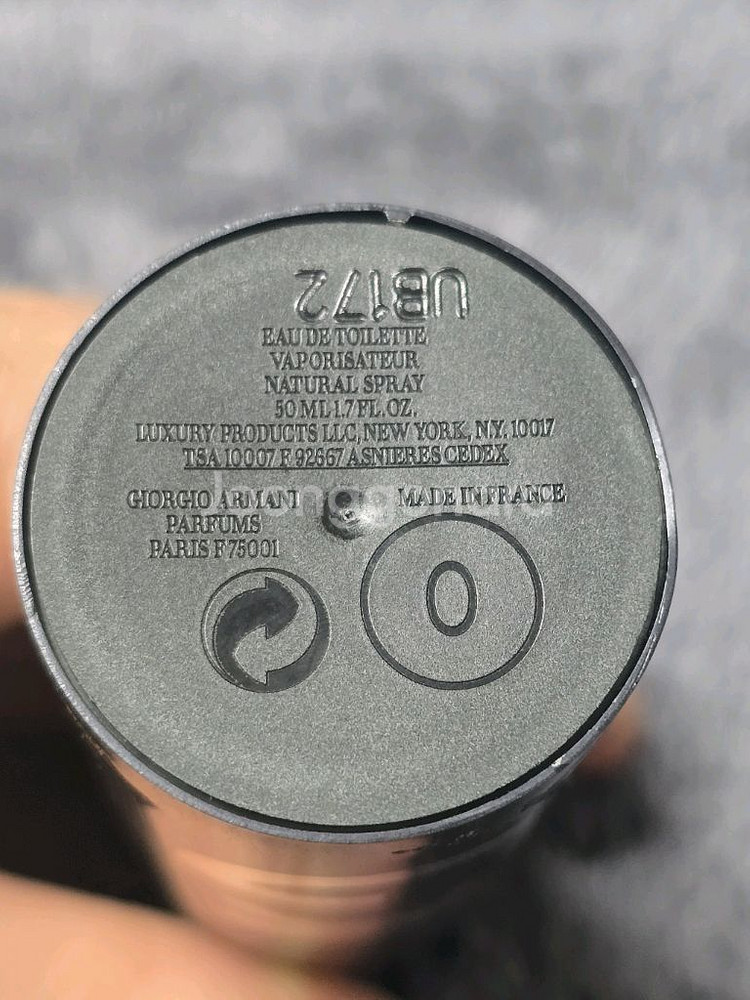 UB172
EAU DE TOILETTE
VAPORISATEUR
NATURAL SPRAY
50 ML 1.7 FL. OZ.
LUXURY PRODUCTS LLC, NEW YORK, N.Y. 10017
TSA 10007 F 92667 ASNIERES CEDEX
GIORGIO ARMANI
PARFUMS
PARIS F 75001
MADE IN FRANCE
0